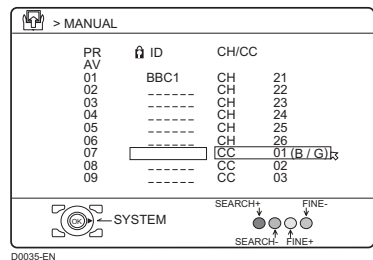 > MANUAL
PR ID CH/CC
AV
01 BBC1 CH 21
02 _ _ _ _ _ _ CH 22
03 _ _ _ _ _ _ CH 23
04 _ _ _ _ _ _ CH 24
05 _ _ _ _ _ _ CH 25
06 _ _ _ _ _ _ CH 26
07 CC 01 (B / G)
08 _ _ _ _ _ _ CC 02
09 _ _ _ _ _ _ CC 03
OK SYSTEM
SEARCH+ FINE-
SEARCH- FINE+
D0035-EN